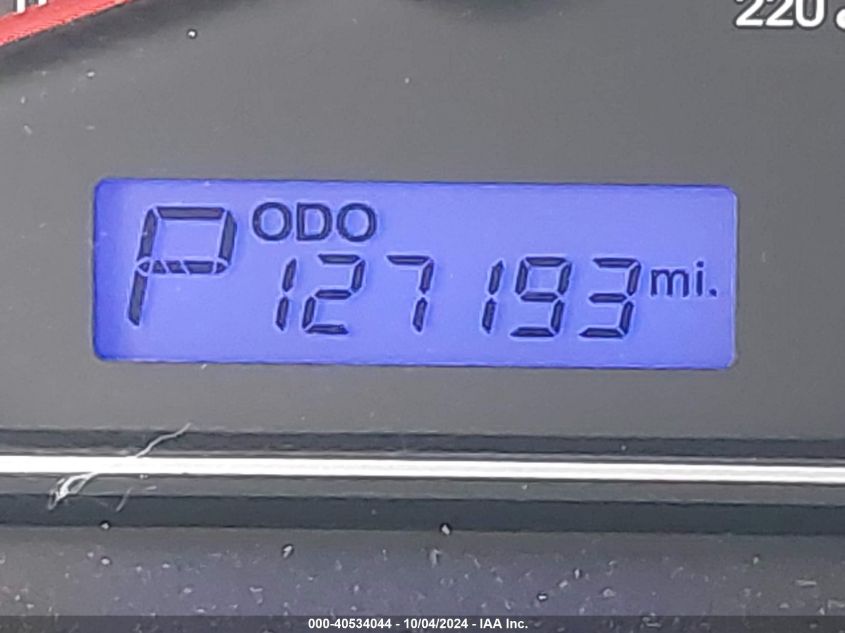 220
P ODO
127193 mi.
000-40534044 - 10/04/2024 - IAA Inc.